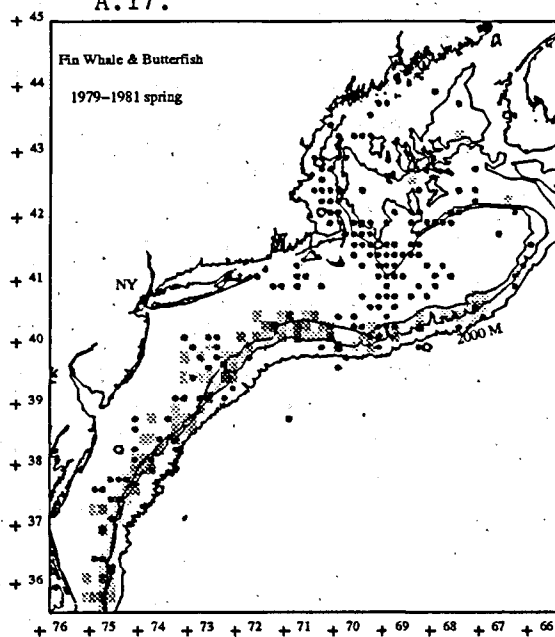 A.17.
+ 45
Fin Whale & Butterfish
1979–1981 spring
+ 44
+ 43
+ 42
+ 41
NY
+ 40
2000 M
+ 39
+ 38
+ 37
+ 36
+ 76 + 75 + 74 + 73 + 72 + 71 + 70 + 69 + 68 + 67 + 66